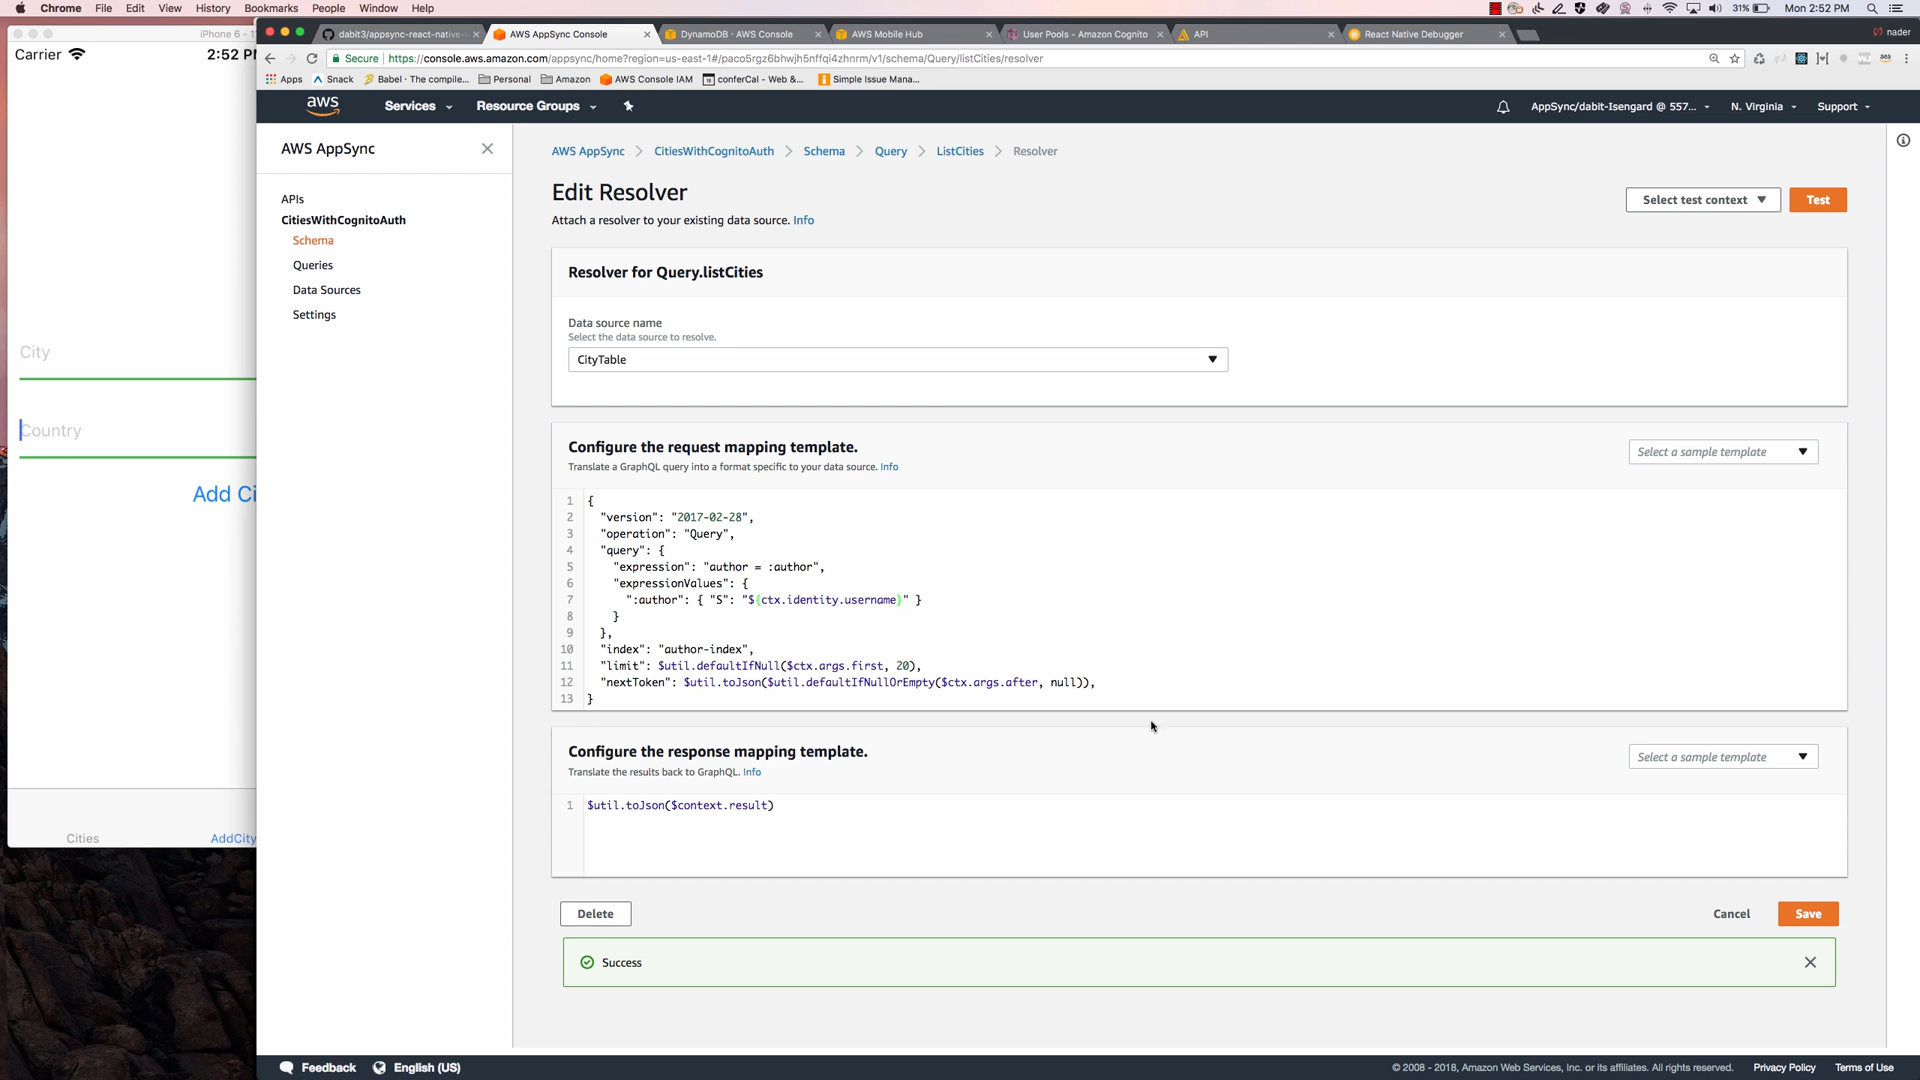 Chrome File Edit View History Bookmarks People Window Help
31% Mon 2:52 PM
iPhone 6 - 1
Carrier 2:52 P
City
Country
Add Ci
Cities AddCity
dabit3/appsync-react-native-
AWS AppSync Console
DynamoDB · AWS Console
AWS Mobile Hub
User Pools - Amazon Cognito
API
React Native Debugger
nader
Secure https://console.aws.amazon.com/appsync/home?region=us-east-1#/paco5rgz6bhwjh5nffqi4zhnrm/v1/schema/Query/listCities/resolver
Apps Snack Babel · The compile... Personal Amazon AWS Console IAM conferCal - Web &... Simple Issue Mana...
aws Services Resource Groups AppSync/dabit-Isengard @ 557... N. Virginia Support
AWS AppSync
APIs
CitiesWithCognitoAuth
Schema
Queries
Data Sources
Settings
AWS AppSync CitiesWithCognitoAuth Schema Query ListCities Resolver
Edit Resolver
Attach a resolver to your existing data source. Info
Select test context Test
Resolver for Query.listCities
Data source name
Select the data source to resolve.
CityTable
Configure the request mapping template.
Translate a GraphQL query into a format specific to your data source. Info
Select a sample template
1 {
2 "version": "2017-02-28",
3 "operation": "Query",
4 "query": {
5 "expression": "author = :author",
6 "expressionValues": {
7 ":author": { "S": "${ctx.identity.username}" }
8 }
9 },
10 "index": "author-index",
11 "limit": $util.defaultIfNull($ctx.args.first, 20),
12 "nextToken": $util.toJson($util.defaultIfNullOrEmpty($ctx.args.after, null)),
13 }
Configure the response mapping template.
Translate the results back to GraphQL. Info
Select a sample template
1 $util.toJson($context.result)
Delete Cancel Save
Success
Feedback English (US)
© 2008 - 2018, Amazon Web Services, Inc. or its affiliates. All rights reserved. Privacy Policy Terms of Use